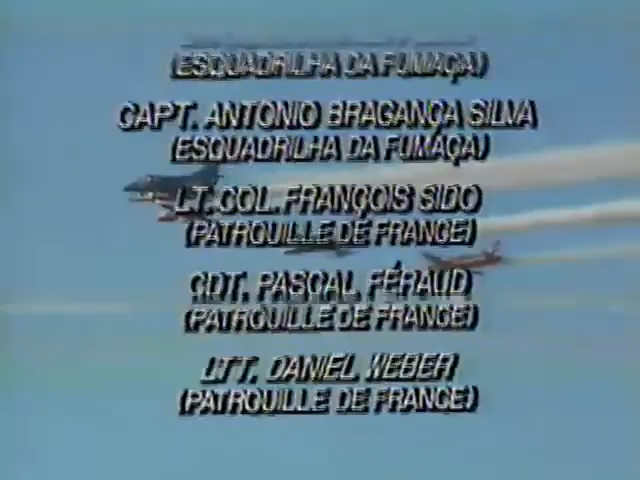 (ESQUADRILHA DA FUMAÇA)
CAPT. ANTONIO BRAGANÇA SILVA
(ESQUADRILHA DA FUMAÇA)
LT. COL. FRANÇOIS SIDO
(PATROUILLE DE FRANCE)
CDT. PASCAL FÉRAUD
(PATROUILLE DE FRANCE)
LTT. DANIEL WEBER
(PATROUILLE DE FRANCE)